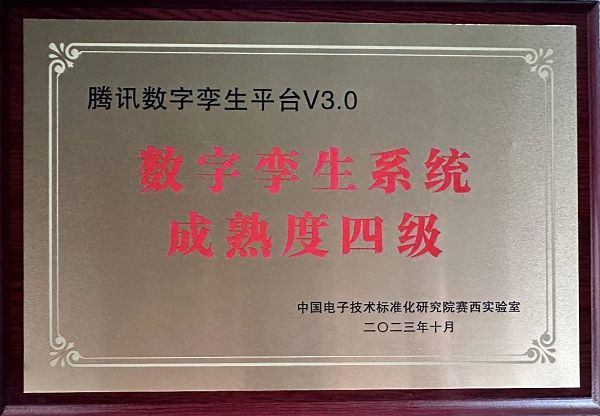 腾讯数字孪生平台V3.0
数字孪生系统
成熟度四级
中国电子技术标准化研究院赛西实验室
二〇二三年十月